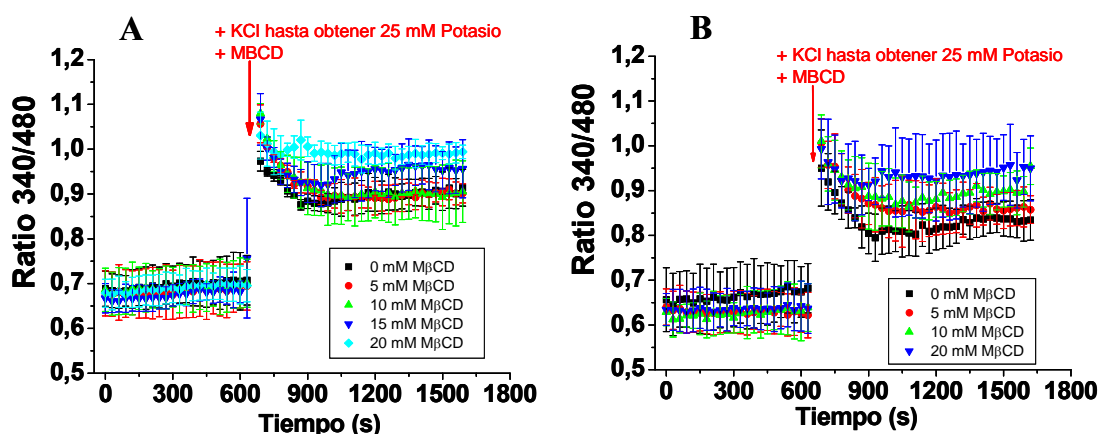 A
+ KCl hasta obtener 25 mM Potasio
+ MBCD
Ratio 340/480
1,2
1,1
1,0
0,9
0,8
0,7
0,6
0,5
0 mM MβCD
5 mM MβCD
10 mM MβCD
15 mM MβCD
20 mM MβCD
0 300 600 900 1200 1500 1800
Tiempo (s)
B
+ KCl hasta obtener 25 mM Potasio
+ MBCD
Ratio 340/480
1,2
1,1
1,0
0,9
0,8
0,7
0,6
0,5
0 mM MβCD
5 mM MβCD
10 mM MβCD
20 mM MβCD
0 300 600 900 1200 1500 1800
Tiempo (s)